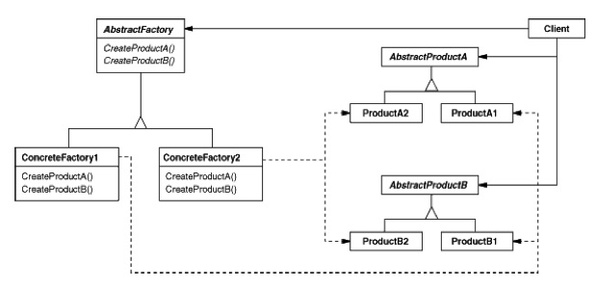 AbstractFactory
CreateProductA()
CreateProductB()
Client
AbstractProductA
ProductA2
ProductA1
ConcreteFactory1
CreateProductA()
CreateProductB()
ConcreteFactory2
CreateProductA()
CreateProductB()
AbstractProductB
ProductB2
ProductB1